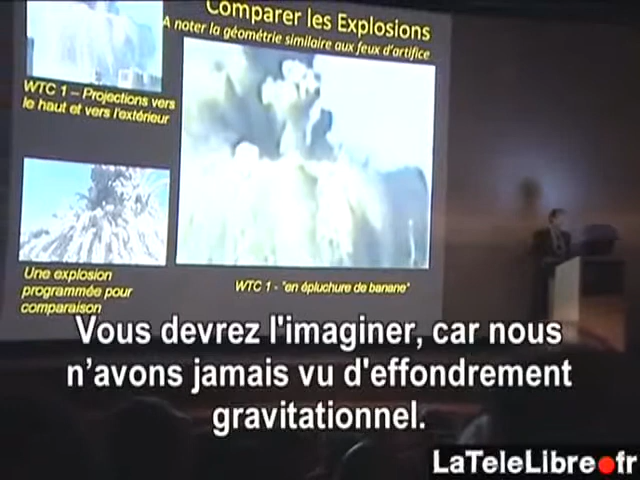 Comparer les Explosions
A noter la géométrie similaire aux feux d'artifice
WTC 1 – Projections vers
le haut et vers l'extérieur
Une explosion
programmée pour
comparaison
WTC 1 - "en épluchure de banane"
Vous devrez l'imaginer, car nous
n'avons jamais vu d'effondrement
gravitationnel.
LaTeleLibre.fr